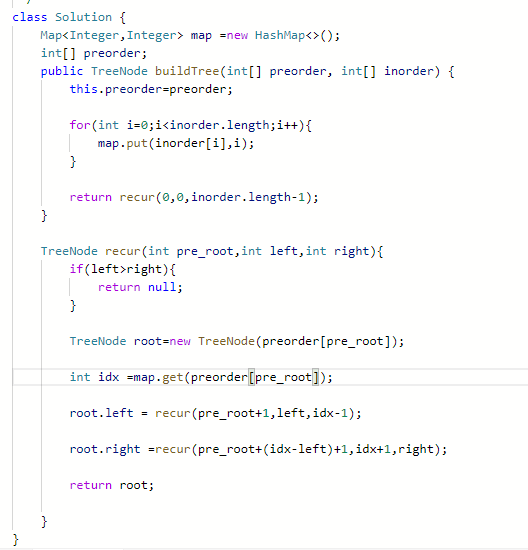 class Solution {
    Map<Integer,Integer> map =new HashMap<>();
    int[] preorder;
    public TreeNode buildTree(int[] preorder, int[] inorder) {
        this.preorder=preorder;
        for(int i=0;i<inorder.length;i++){
            map.put(inorder[i],i);
        }
        return recur(0,0,inorder.length-1);
    }
    TreeNode recur(int pre_root,int left,int right){
        if(left>right){
            return null;
        }
        TreeNode root=new TreeNode(preorder[pre_root]);
        int idx =map.get(preorder[pre_root]);
        root.left = recur(pre_root+1,left,idx-1);
        root.right =recur(pre_root+(idx-left)+1,idx+1,right);
        return root;
    }
}